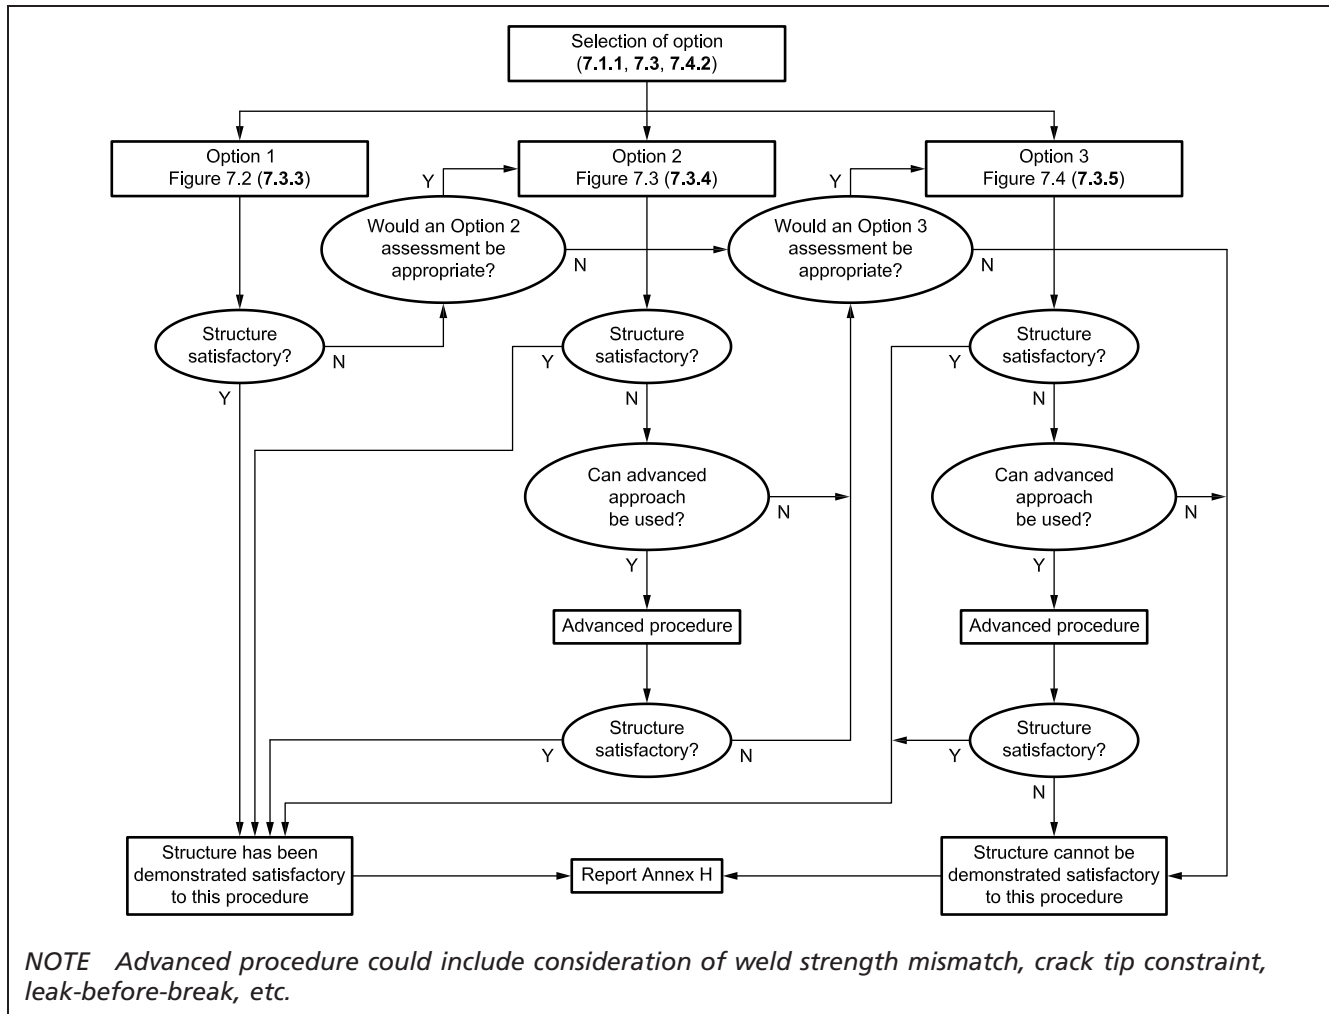 Selection of option
(7.1.1, 7.3, 7.4.2)
Option 1
Figure 7.2 (7.3.3)
Option 2
Figure 7.3 (7.3.4)
Option 3
Figure 7.4 (7.3.5)
Y
Would an Option 2
assessment be
appropriate?
N
Y
Would an Option 3
assessment be
appropriate?
N
Structure
satisfactory?
N
Y
Structure
satisfactory?
Y
N
Structure
satisfactory?
Y
N
Can advanced
approach
be used?
N
Y
Can advanced
approach
be used?
N
Y
Advanced procedure
Advanced procedure
Structure
satisfactory?
Y
N
Structure
satisfactory?
Y
N
Structure has been
demonstrated satisfactory
to this procedure
Report Annex H
Structure cannot be
demonstrated satisfactory
to this procedure
NOTE Advanced procedure could include consideration of weld strength mismatch, crack tip constraint,
leak-before-break, etc.